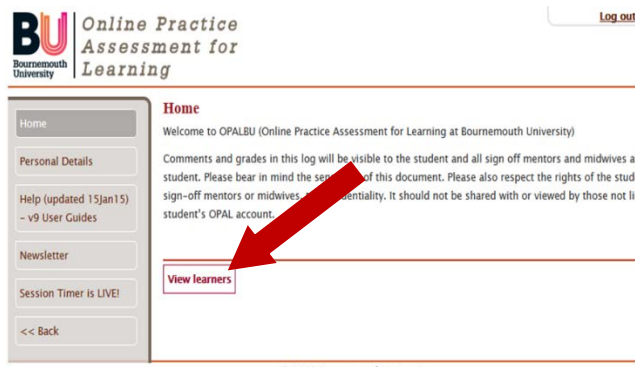 BU
Bournemouth
University
Online Practice
Assessment for
Learning
Log out
Home
Personal Details
Help (updated 15Jan15)
– v9 User Guides
Newsletter
Session Timer is LIVE!
<< Back
Home
Welcome to OPALBU (Online Practice Assessment for Learning at Bournemouth University)
Comments and grades in this log will be visible to the student and all sign off mentors and midwives a
student. Please bear in mind the of this document. Please also respect the rights of the stud
sign-off mentors or midwives, It should not be shared with or viewed by those not li
student's OPAL account.
View learners